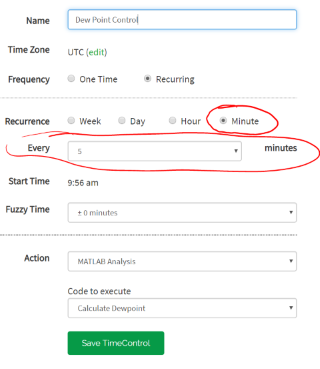 Name Dew Point Control
Time Zone UTC (edit)
Frequency One Time Recurring
Recurrence Week Day Hour Minute
Every 5 minutes
Start Time 9:56 am
Fuzzy Time ± 0 minutes
Action MATLAB Analysis
Code to execute
Calculate Dewpoint
Save TimeControl